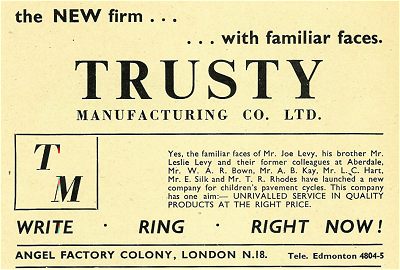 the NEW firm . . .
. . . with familiar faces.
TRUSTY
MANUFACTURING CO. LTD.
T
M
Yes, the familiar faces of Mr. Joe Levy, his brother Mr.
Leslie Levy and their former colleagues at Aberdale,
Mr. W. A. R. Bown, Mr. A. B. Kay, Mr. L. C. Hart,
Mr. E. Silk and Mr. T. R. Rhodes have launched a new
company for children's pavement cycles. This company
has one aim:— UNRIVALLED SERVICE IN QUALITY
PRODUCTS AT THE RIGHT PRICE.
WRITE · RING · RIGHT NOW!
ANGEL FACTORY COLONY, LONDON N.18. Tele. Edmonton 4804-5